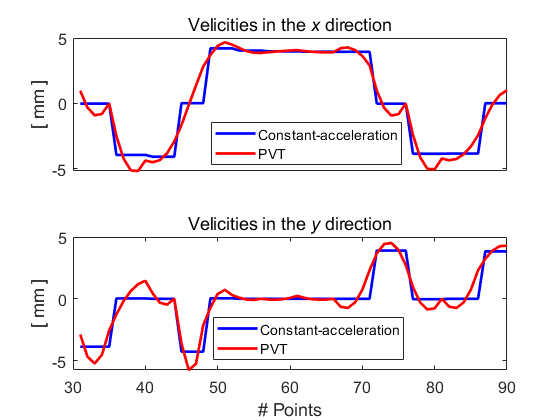 Velicities in the x direction
[ mm ]
5
0
-5
Constant-acceleration
PVT
Velicities in the y direction
[ mm ]
5
0
-5
Constant-acceleration
PVT
30 40 50 60 70 80 90
# Points